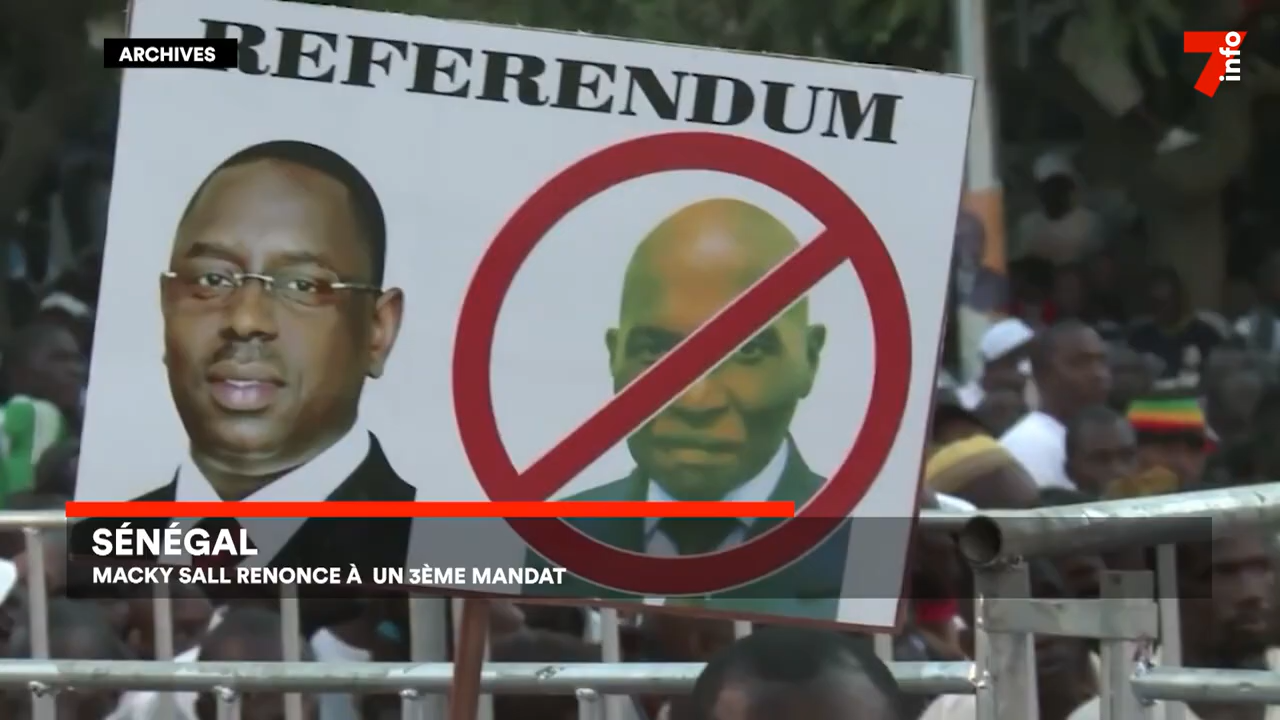 ARCHIVES
REFERENDUM
7info
SÉNÉGAL
MACKY SALL RENONCE À UN 3ÈME MANDAT